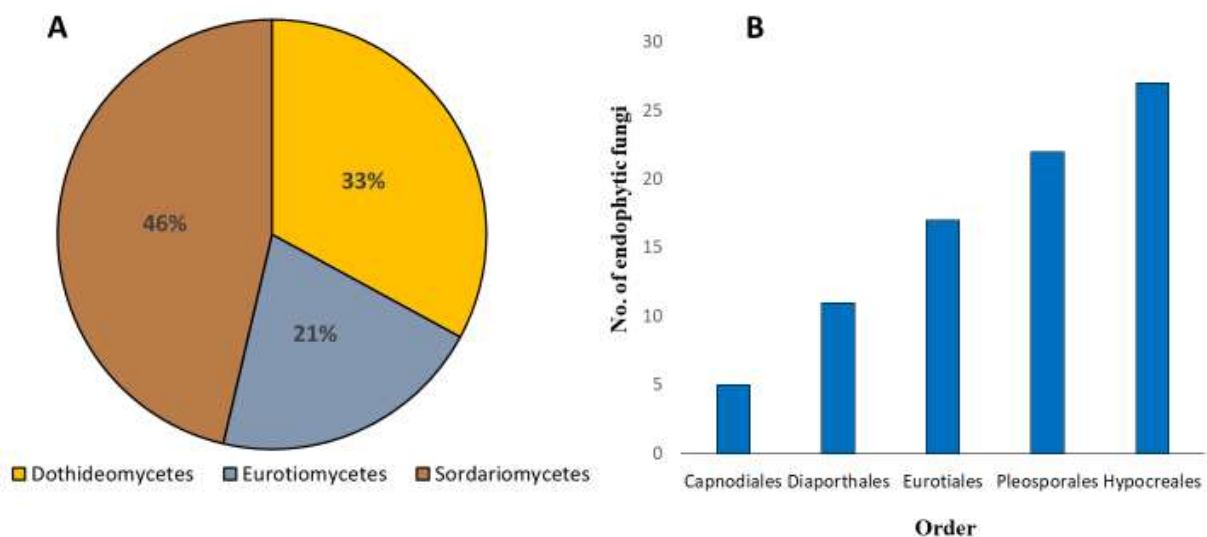 A
33%
46%
21%
Dothideomycetes Eurotiomycetes Sordariomycetes
B
No. of endophytic fungi
30
25
20
15
10
5
0
Capnodiales Diaporthales Eurotiales Pleosporales Hypocreales
Order